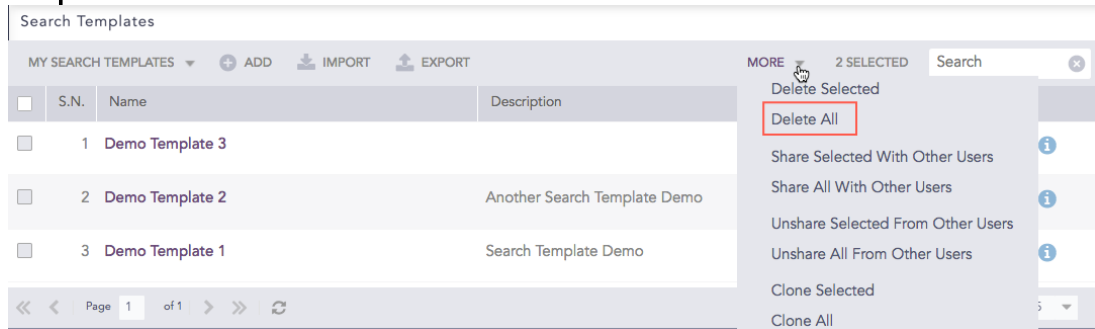 Search Templates
MY SEARCH TEMPLATES ADD IMPORT EXPORT MORE 2 SELECTED Search
S.N. Name Description
Delete Selected
Delete All
1 Demo Template 3
Share Selected With Other Users
Share All With Other Users
2 Demo Template 2 Another Search Template Demo
Unshare Selected From Other Users
3 Demo Template 1 Search Template Demo
Unshare All From Other Users
Clone Selected
Page 1 of 1
Clone All